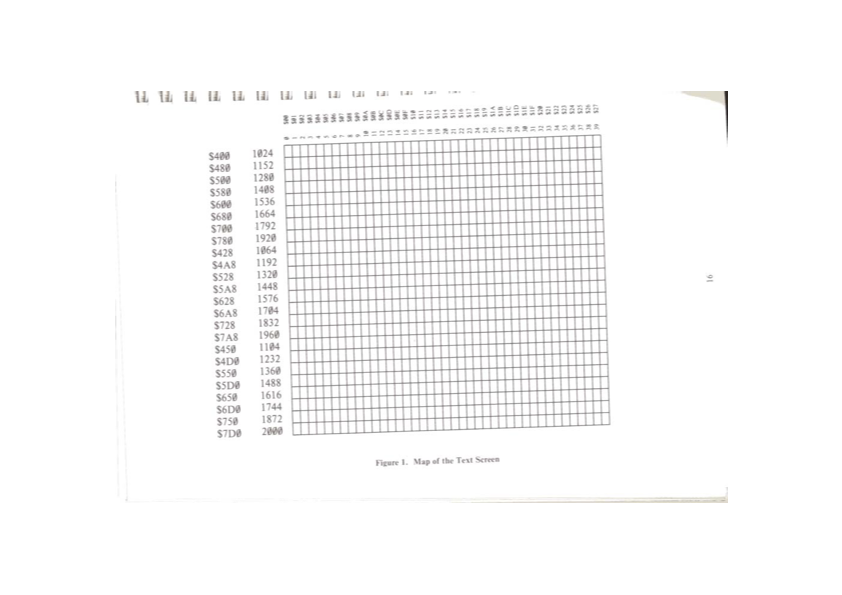 $00 $01 $02 $03 $04 $05 $06 $07 $08 $09 $0A $0B $0C $0D $0E $0F $10 $11 $12 $13 $14 $15 $16 $17 $18 $19 $1A $1B $1C $1D $1E $1F $20 $21 $22 $23 $24 $25 $26 $27
0 1 2 3 4 5 6 7 8 9 10 11 12 13 14 15 16 17 18 19 20 21 22 23 24 25 26 27 28 29 30 31 32 33 34 35 36 37 38 39
$400 1024
$480 1152
$500 1280
$580 1408
$600 1536
$680 1664
$700 1792
$780 1920
$428 1064
$4A8 1192
$528 1320
$5A8 1448
$628 1576
$6A8 1704
$728 1832
$7A8 1960
$450 1104
$4D0 1232
$550 1360
$5D0 1488
$650 1616
$6D0 1744
$750 1872
$7D0 2000
Figure 1. Map of the Text Screen
16